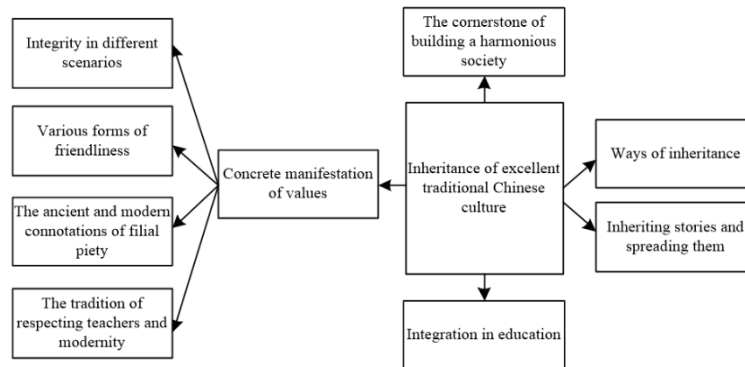 Integrity in different
scenarios
Various forms of
friendliness
The ancient and modern
connotations of filial
piety
The tradition of
respecting teachers and
modernity
Concrete manifestation
of values
The cornerstone of
building a harmonious
society
Inheritance of excellent
traditional Chinese
culture
Integration in education
Ways of inheritance
Inheriting stories and
spreading them